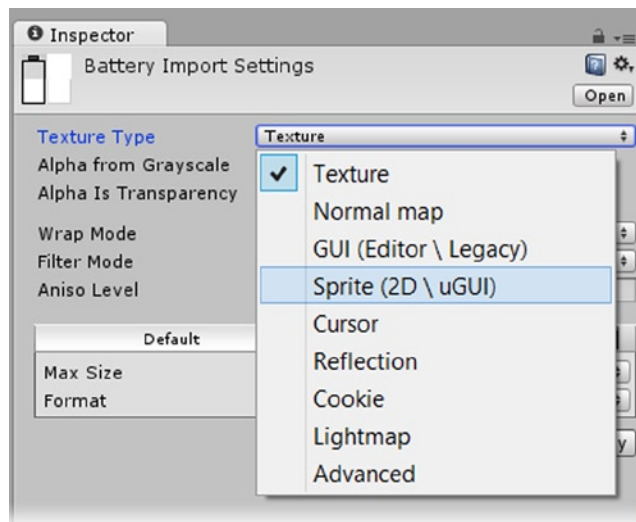 Inspector
Battery Import Settings
Open
Texture Type
Texture
Alpha from Grayscale
Alpha Is Transparency
Wrap Mode
Filter Mode
Aniso Level
Texture
Normal map
GUI (Editor \ Legacy)
Sprite (2D \ uGUI)
Cursor
Reflection
Cookie
Lightmap
Advanced
Default
Max Size
Format
y